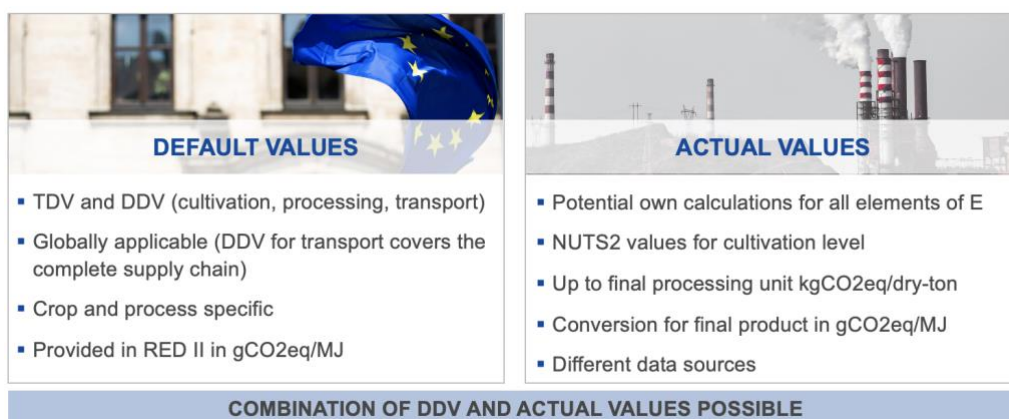 DEFAULT VALUES
▪ TDV and DDV (cultivation, processing, transport)
▪ Globally applicable (DDV for transport covers the
complete supply chain)
▪ Crop and process specific
▪ Provided in RED II in gCO2eq/MJ
ACTUAL VALUES
▪ Potential own calculations for all elements of E
▪ NUTS2 values for cultivation level
▪ Up to final processing unit kgCO2eq/dry-ton
▪ Conversion for final product in gCO2eq/MJ
▪ Different data sources
COMBINATION OF DDV AND ACTUAL VALUES POSSIBLE